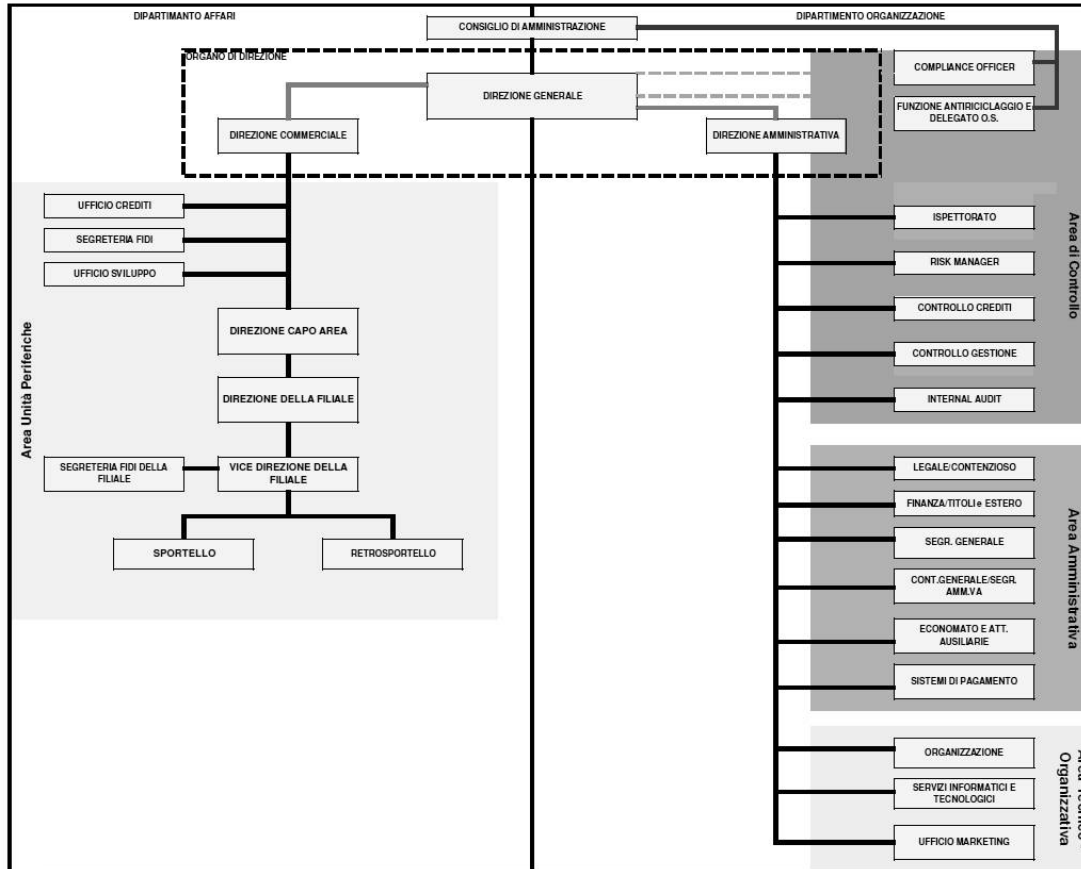 DIPARTIMANTO AFFARI
DIPARTIMENTO ORGANIZZAZIONE
CONSIGLIO DI AMMINISTRAZIONE
ORGANO DI DIREZIONE
DIREZIONE GENERALE
COMPLIANCE OFFICER
FUNZIONE ANTIRICICLAGGIO E
DELEGATO O.S.
DIREZIONE COMMERCIALE
DIREZIONE AMMINISTRATIVA
Area Unità Periferiche
UFFICIO CREDITI
SEGRETERIA FIDI
UFFICIO SVILUPPO
DIREZIONE CAPO AREA
DIREZIONE DELLA FILIALE
SEGRETERIA FIDI DELLA
FILIALE
VICE DIREZIONE DELLA
FILIALE
SPORTELLO
RETROSPORTELLO
Area di Controllo
ISPETTORATO
RISK MANAGER
CONTROLLO CREDITI
CONTROLLO GESTIONE
INTERNAL AUDIT
Area Amministrativa
LEGALE/CONTENZIOSO
FINANZA/TITOLI e ESTERO
SEGR. GENERALE
CONT.GENERALE/SEGR.
AMM.VA
ECONOMATO E ATT.
AUSILIARIE
SISTEMI DI PAGAMENTO
Organizzativa
ORGANIZZAZIONE
SERVIZI INFORMATICI E
TECNOLOGICI
UFFICIO MARKETING